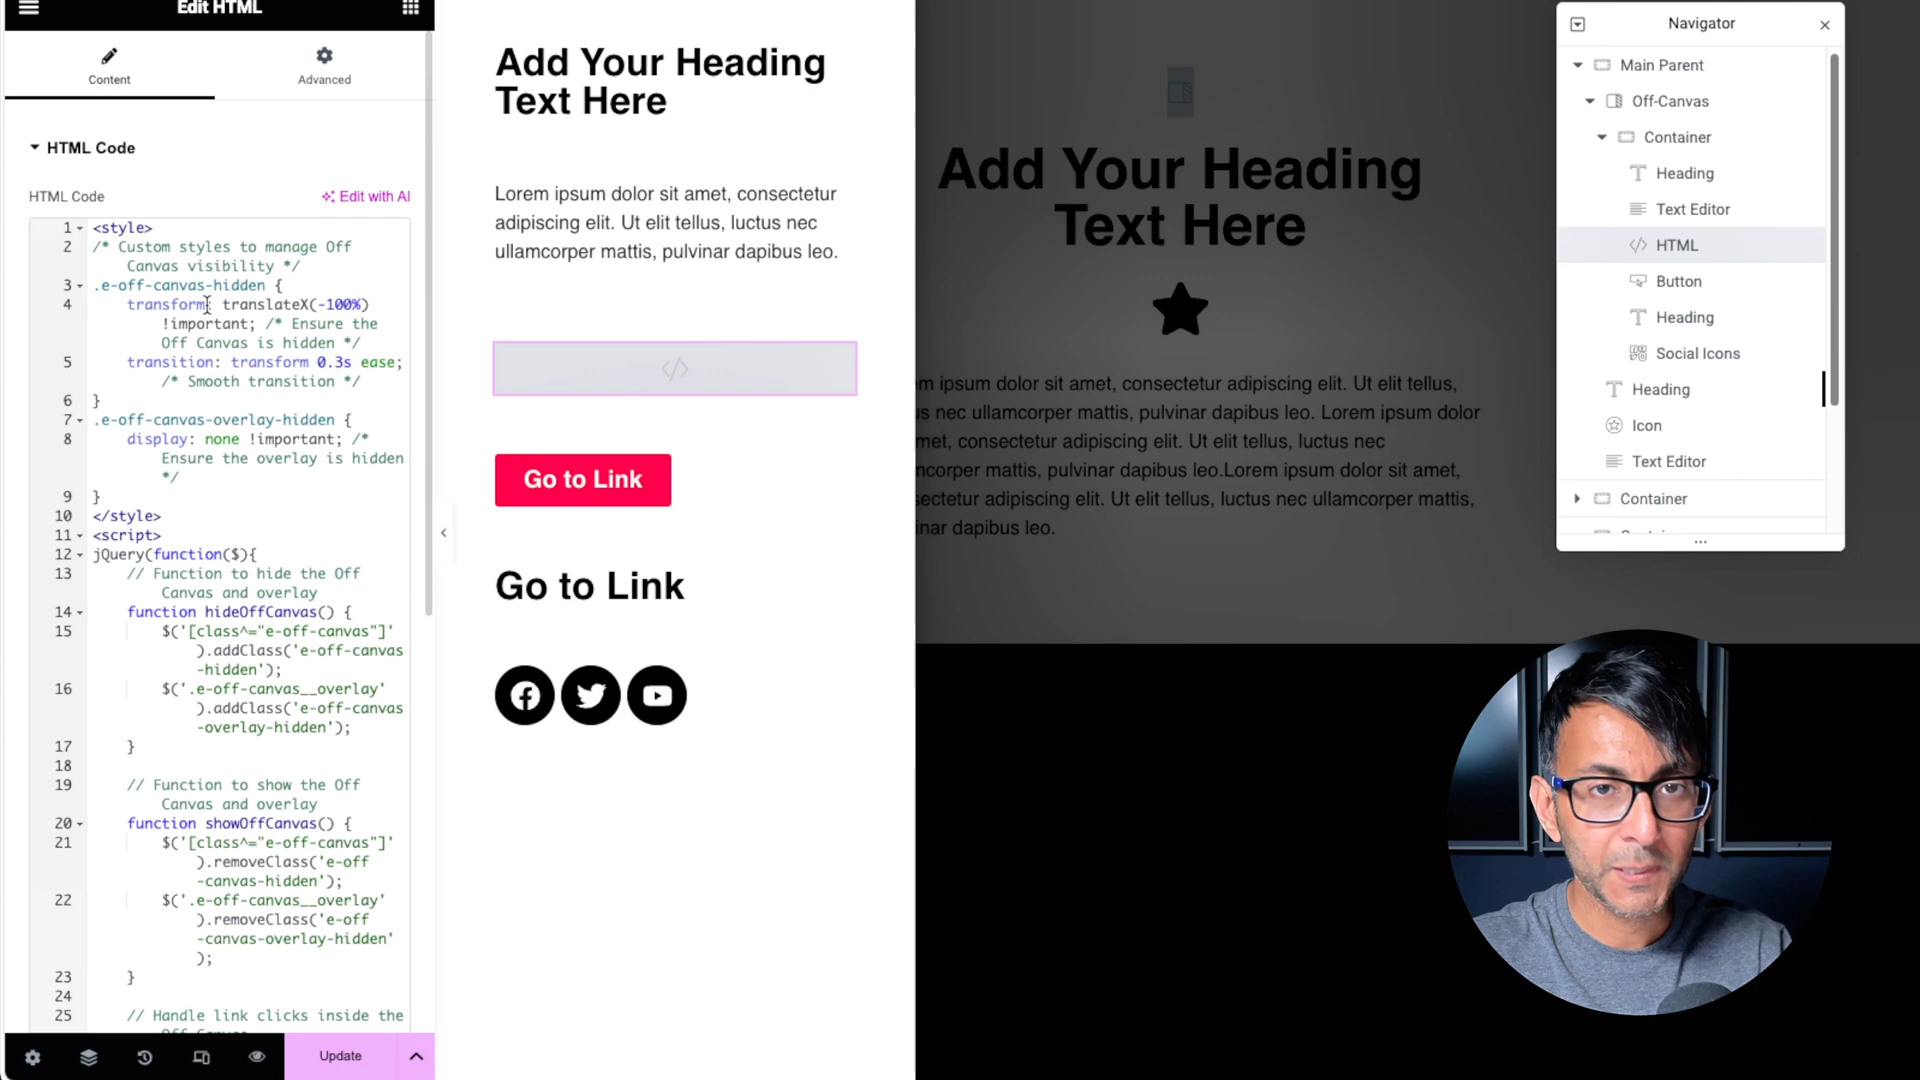 Edit HTML
Content
Advanced
HTML Code
HTML Code
Edit with AI
1 <style>
2 /* Custom styles to manage Off
Canvas visibility */
3 .e-off-canvas-hidden {
4 transform: translateX(-100%)
!important; /* Ensure the
Off Canvas is hidden */
5 transition: transform 0.3s ease;
/* Smooth transition */
6 }
7 .e-off-canvas-overlay-hidden {
8 display: none !important; /*
Ensure the overlay is hidden
*/
9 }
10 </style>
11 <script>
12 jQuery(function($){
13 // Function to hide the Off
Canvas and overlay
14 function hideOffCanvas() {
15 $('[class^="e-off-canvas"]'
).addClass('e-off-canvas
-hidden');
16 $('.e-off-canvas__overlay'
).addClass('e-off-canvas
-overlay-hidden');
17 }
18
19 // Function to show the Off
Canvas and overlay
20 function showOffCanvas() {
21 $('[class^="e-off-canvas"]'
).removeClass('e-off
-canvas-hidden');
22 $('.e-off-canvas__overlay'
).removeClass('e-off
-canvas-overlay-hidden'
);
23 }
24
25 // Handle link clicks inside the
Update
Add Your Heading
Text Here
Lorem ipsum dolor sit amet, consectetur
adipiscing elit. Ut elit tellus, luctus nec
ullamcorper mattis, pulvinar dapibus leo.
</>
Go to Link
Go to Link
Add Your Heading
Text Here
m ipsum dolor sit amet, consectetur adipiscing elit. Ut elit tellus,
s nec ullamcorper mattis, pulvinar dapibus leo. Lorem ipsum dolor
met, consectetur adipiscing elit. Ut elit tellus, luctus nec
ncorper mattis, pulvinar dapibus leo.Lorem ipsum dolor sit amet,
sectetur adipiscing elit. Ut elit tellus, luctus nec ullamcorper mattis,
inar dapibus leo.
Navigator
Main Parent
Off-Canvas
Container
Heading
Text Editor
HTML
Button
Heading
Social Icons
Heading
Icon
Text Editor
Container